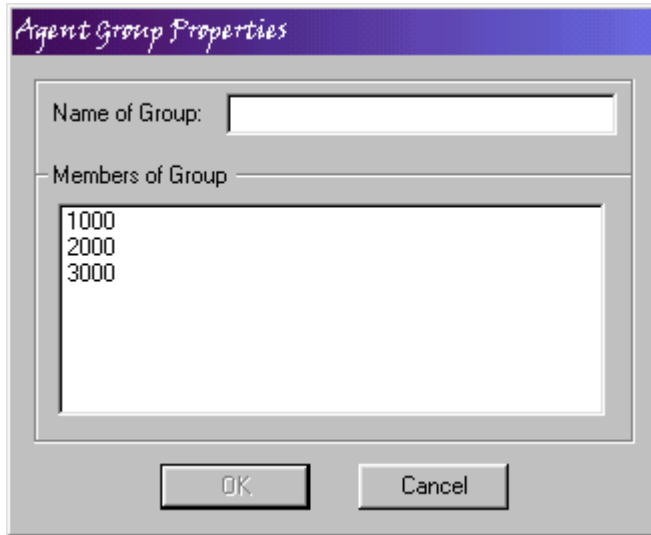 Agent Group Properties
Name of Group:
Members of Group
1000
2000
3000
OK
Cancel